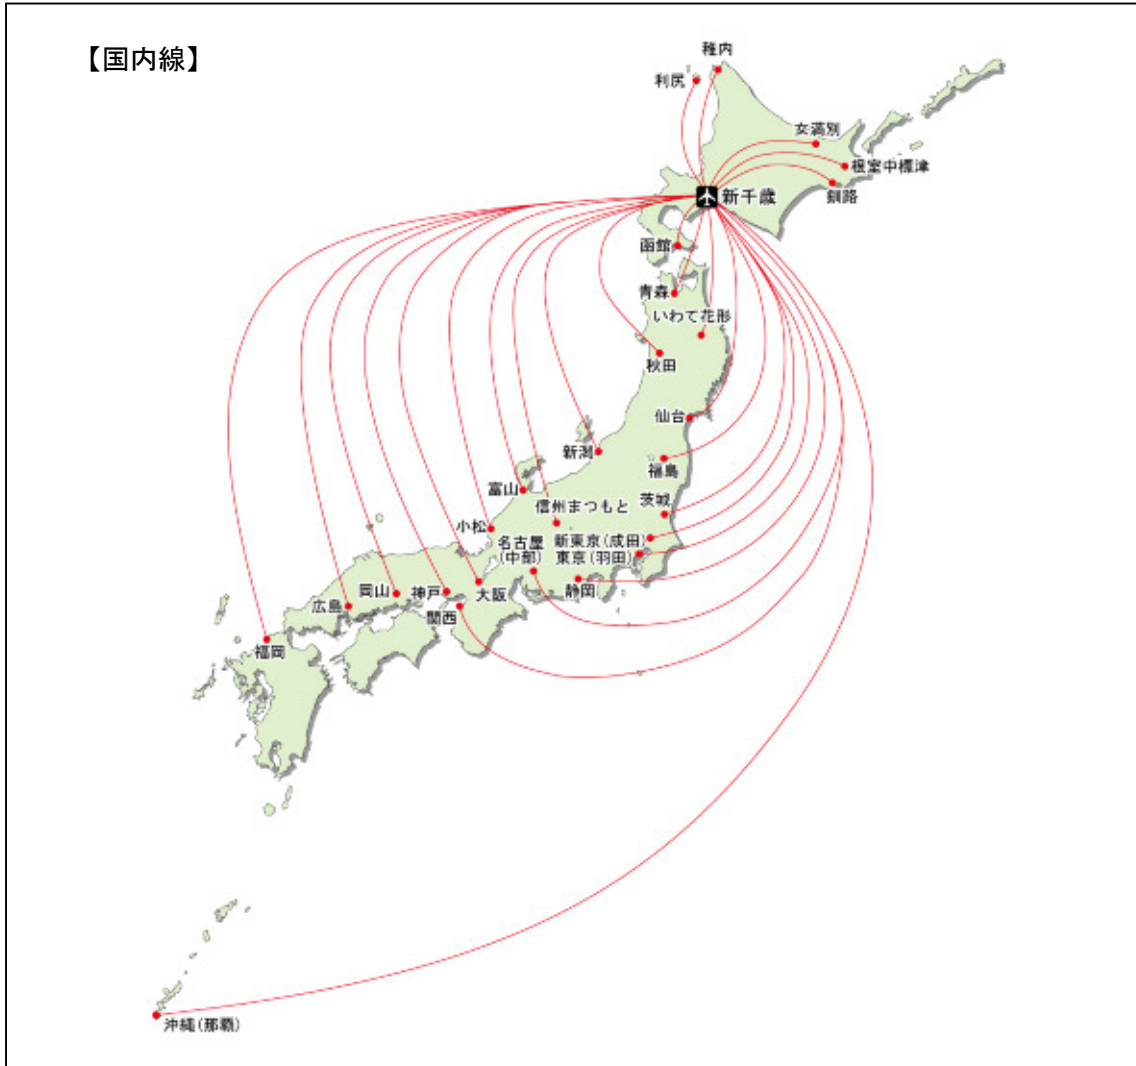 【国内線】
稚内
利尻
女満別
根室中標津
釧路
新千歳
函館
青森
いわて花形
秋田
仙台
新潟
福島
富山
茨城
信州まつもと
小松
名古屋
(中部)
新東京(成田)
東京(羽田)
静岡
大阪
神戸
関西
岡山
広島
福岡
沖縄(那覇)